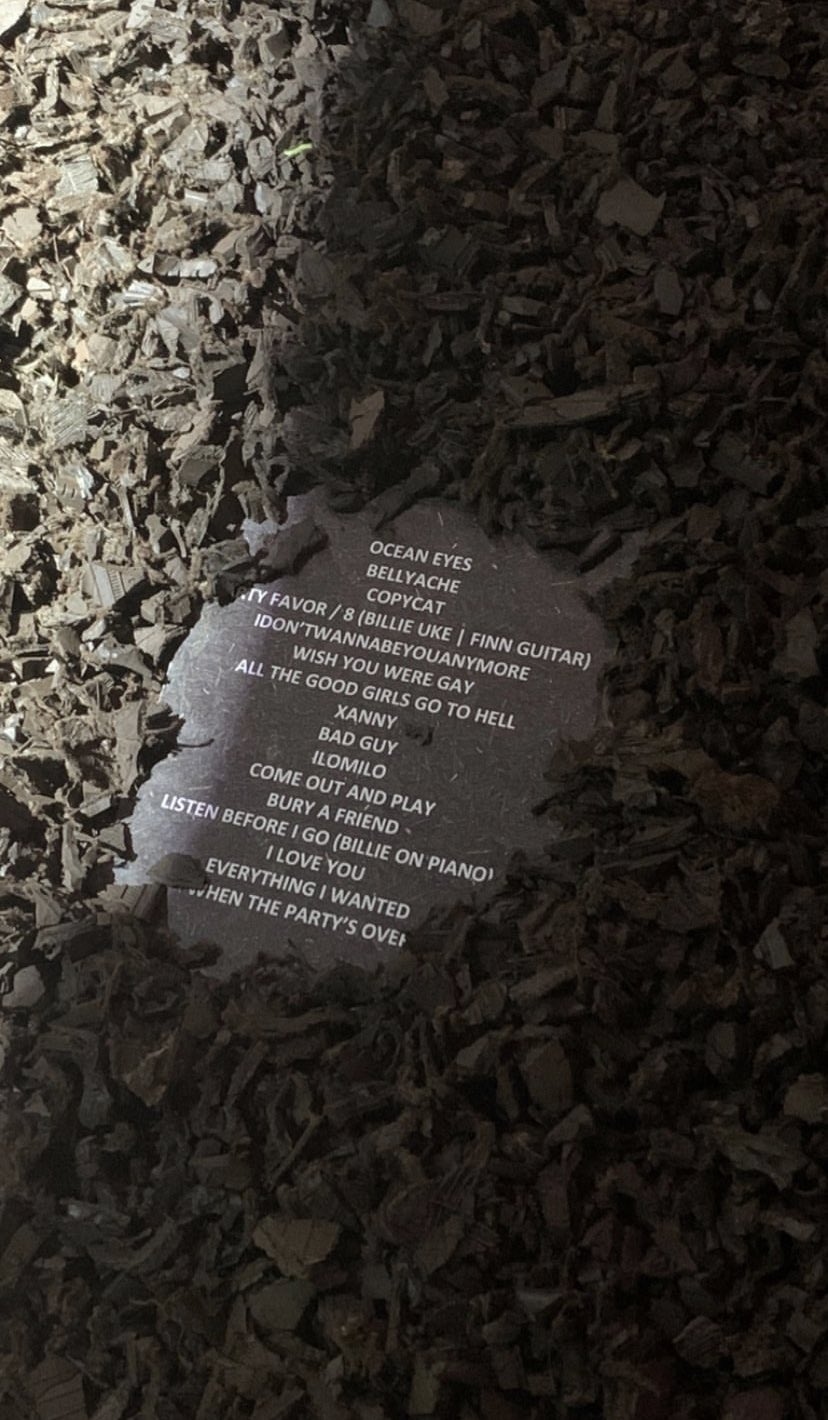 OCEAN EYES
BELLYACHE
COPYCAT
TY FAVOR / 8 (BILLIE UKE | FINN GUITAR)
IDON'TWANNABEYOUANYMORE
WISH YOU WERE GAY
ALL THE GOOD GIRLS GO TO HELL
XANNY
BAD GUY
ILOMILO
COME OUT AND PLAY
BURY A FRIEND
LISTEN BEFORE I GO (BILLIE ON PIANO)
I LOVE YOU
EVERYTHING I WANTED
WHEN THE PARTY'S OVER